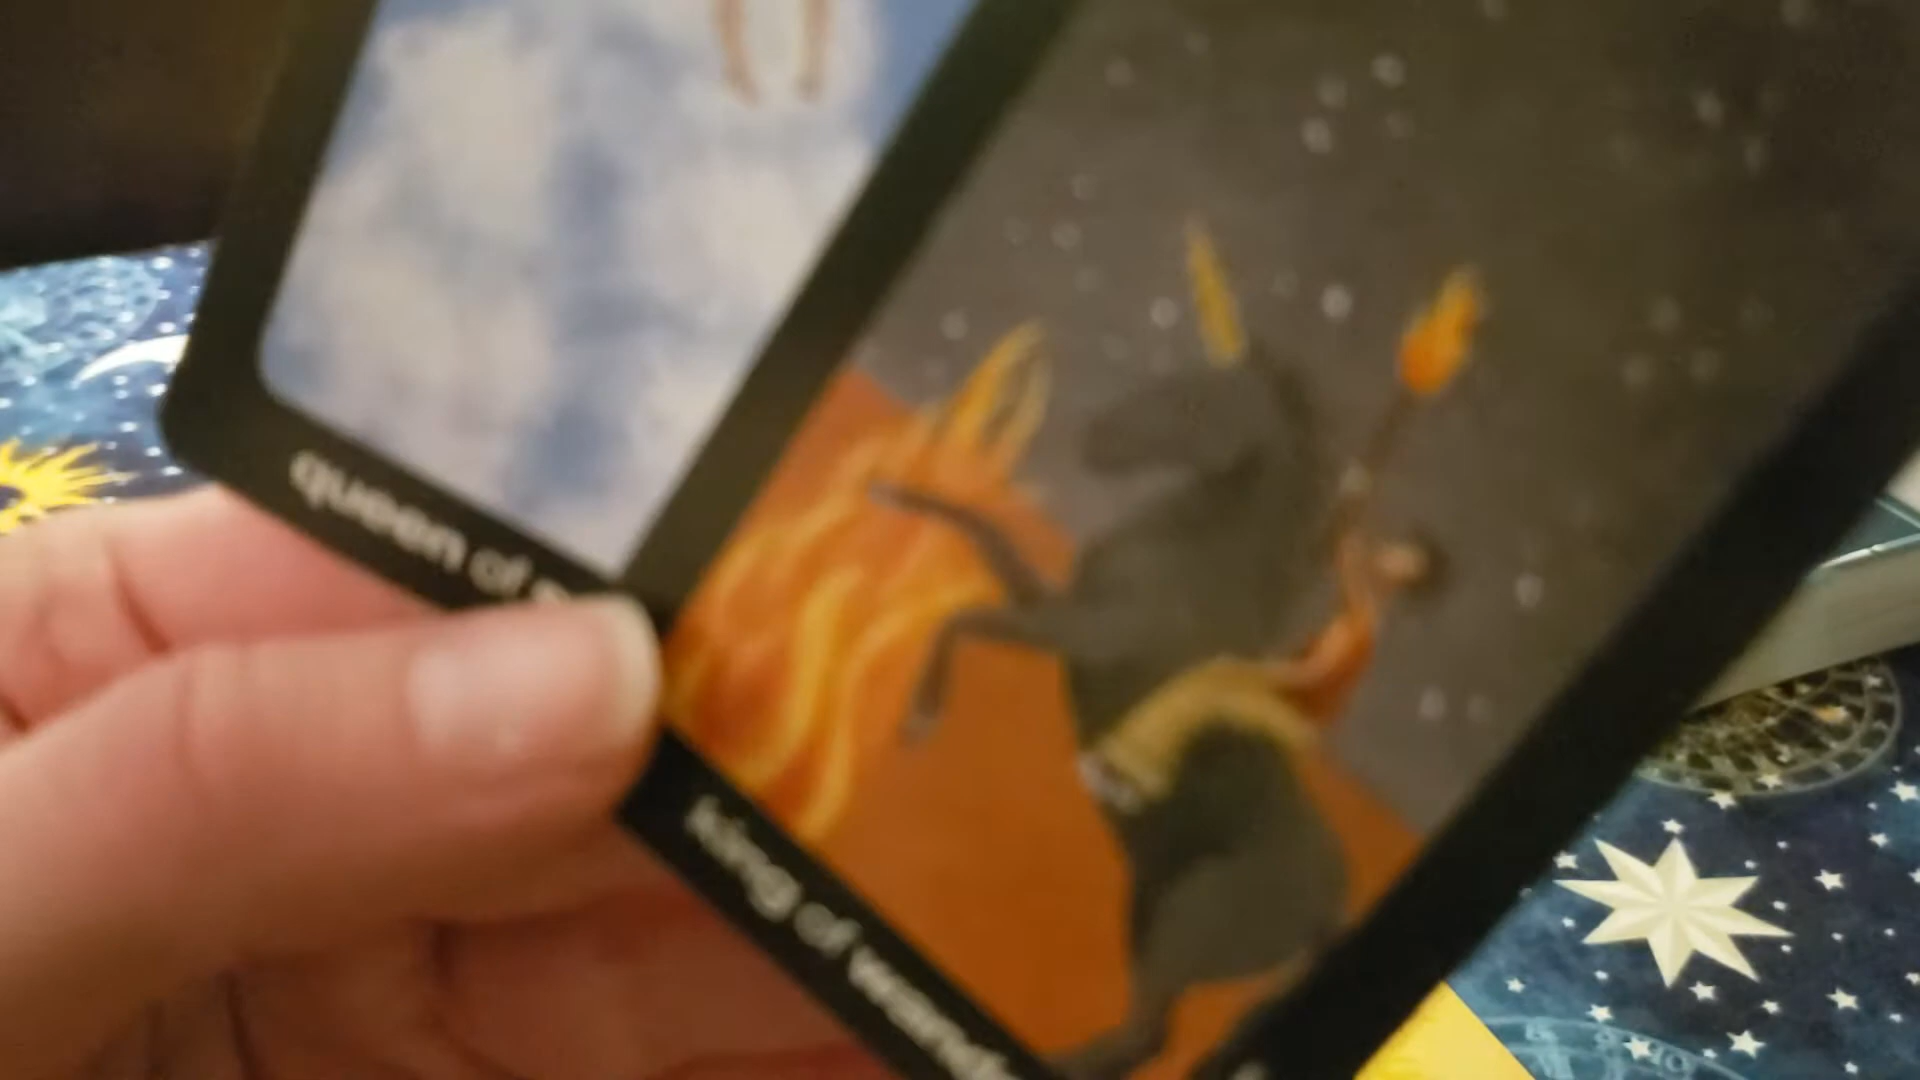 queen of
king of wands